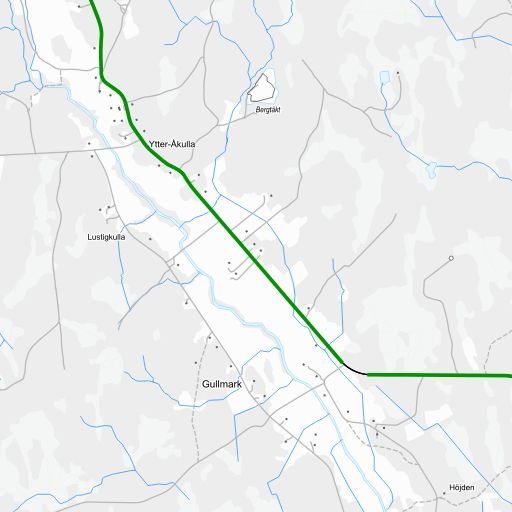 Bergtäkt
Ytter-Åkulla
Lustigkulla
Gullmark
Höjden